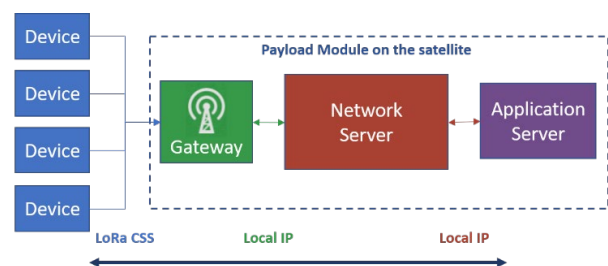 Device
Device
Device
Device
Payload Module on the satellite
Gateway
Network
Server
Application
Server
LoRa CSS
Local IP
Local IP